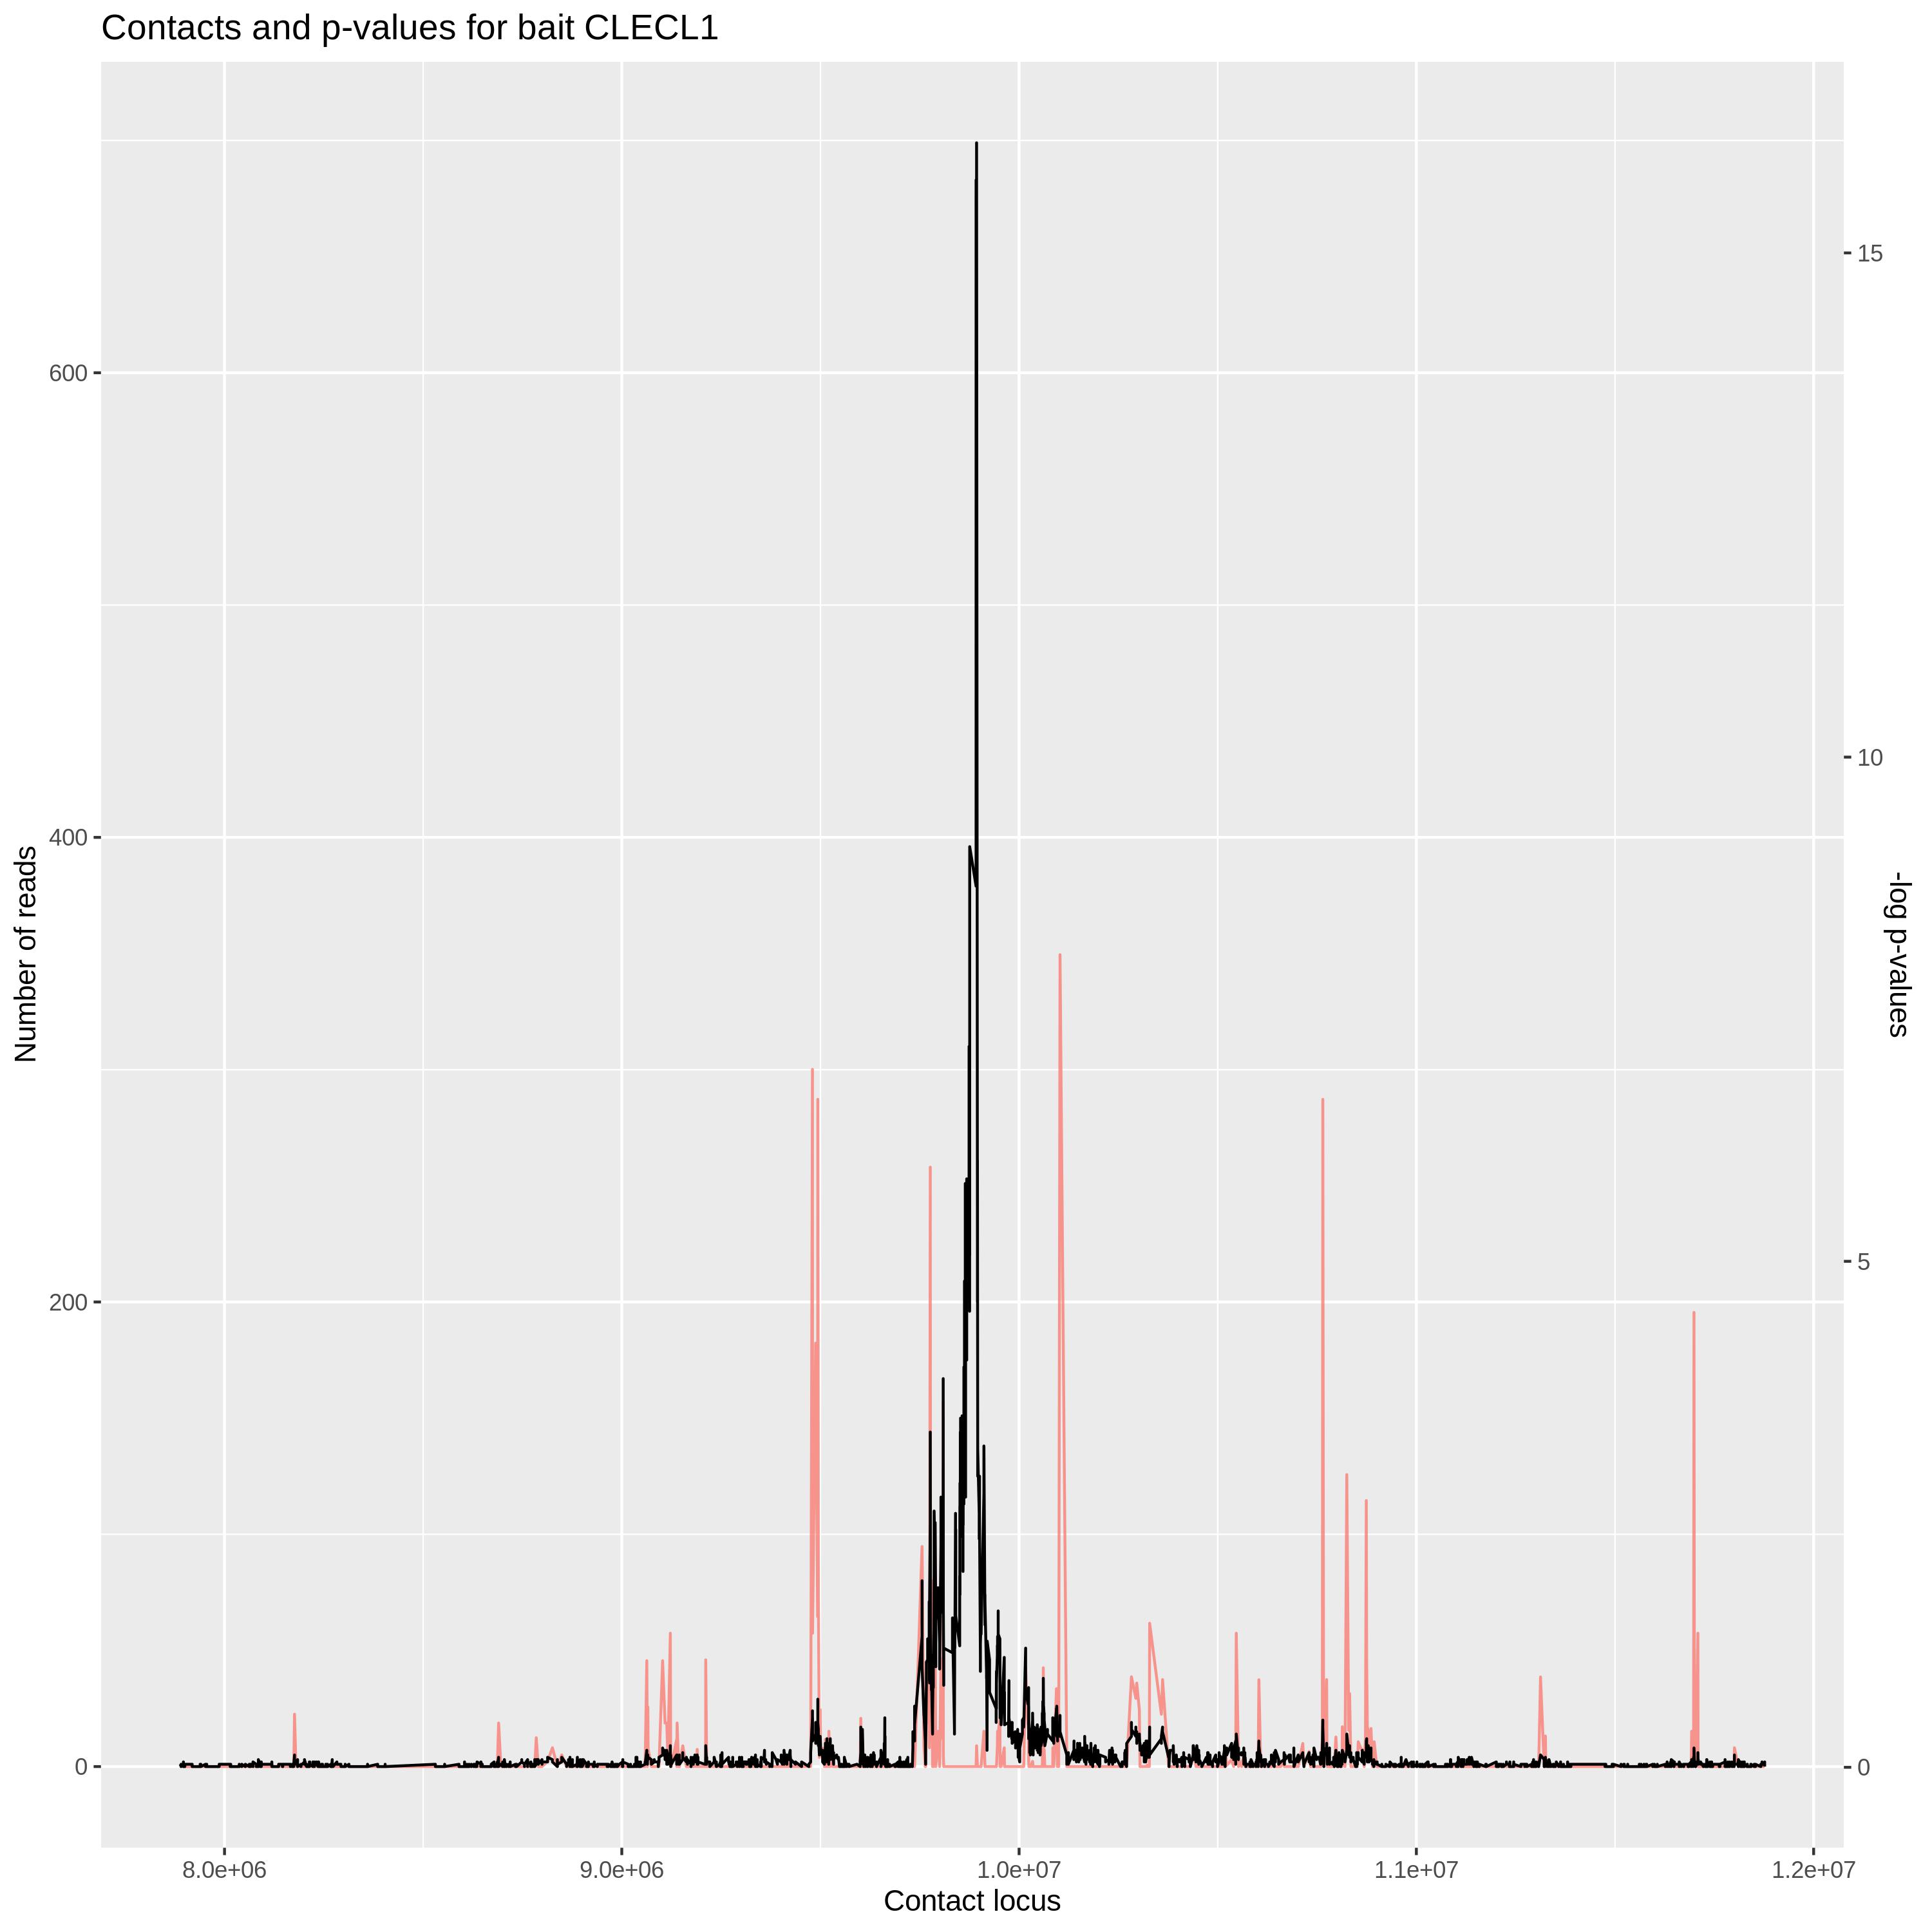 Contacts and p-values for bait CLECL1
15
600
10
400
Number of reads
-log p-values
5
200
0
0
8.0e+06
9.0e+06
1.0e+07
1.1e+07
1.2e+07
Contact locus